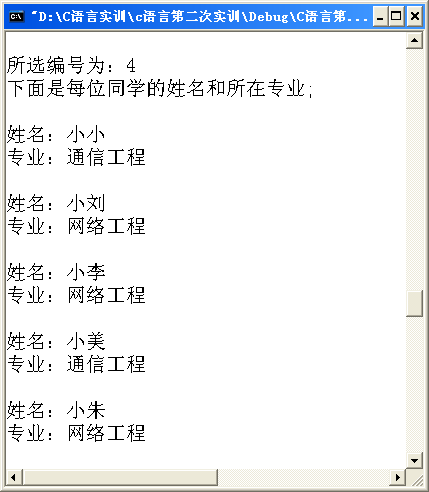 "D:\C语言实训\c语言第二次实训\Debug\C语言第...
所选编号为：4
下面是每位同学的姓名和所在专业；
姓名：小小
专业：通信工程
姓名：小刘
专业：网络工程
姓名：小李
专业：网络工程
姓名：小美
专业：通信工程
姓名：小朱
专业：网络工程